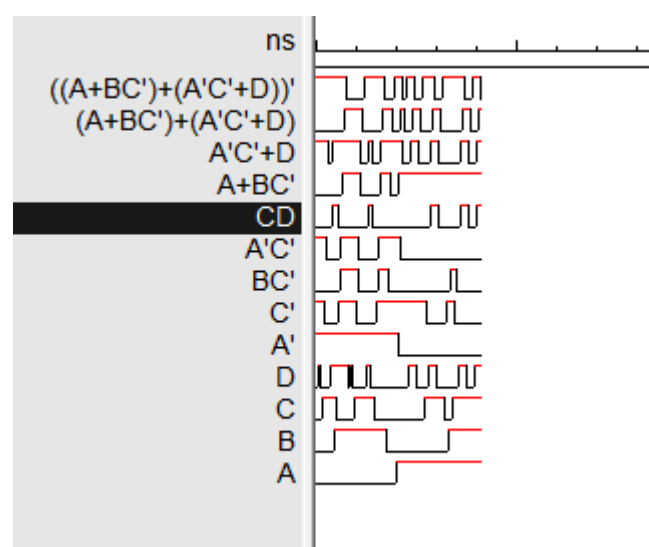 ns
((A+BC')+(A'C'+D))'
(A+BC')+(A'C'+D)
A'C'+D
A+BC'
CD
A'C'
BC'
C'
A'
D
C
B
A